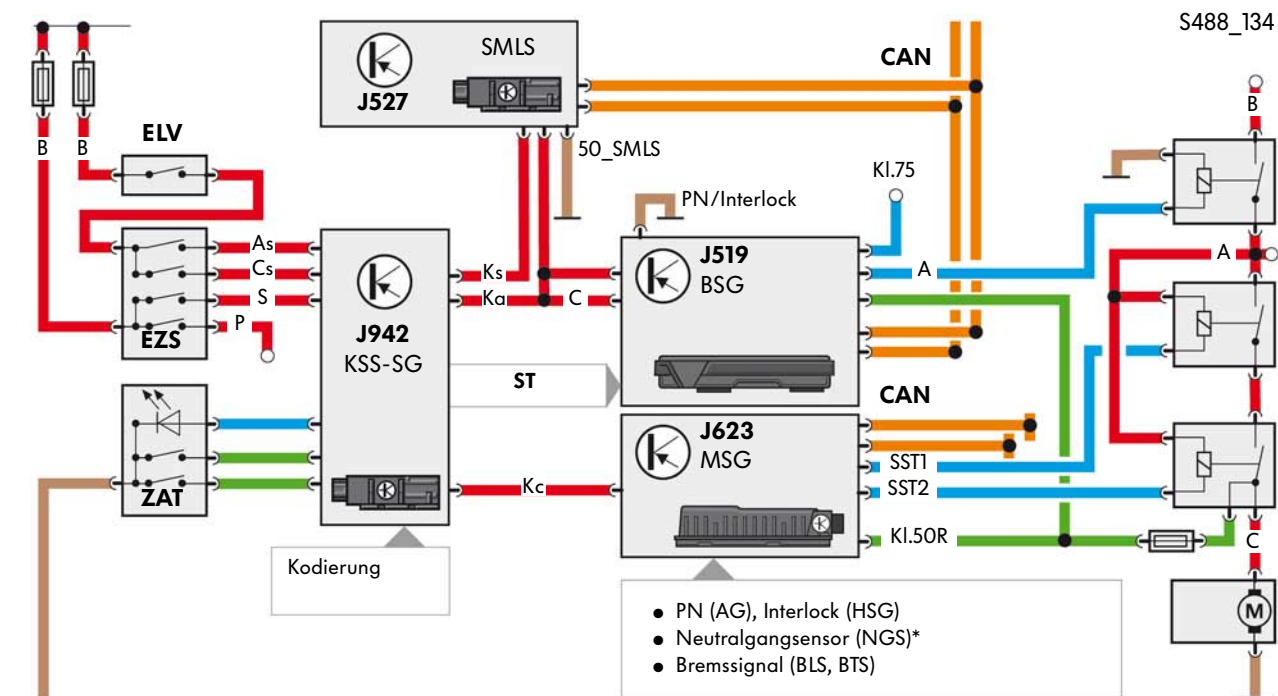 S488_134
SMLS
CAN
J527
B
B
B
ELV
50_SMLS
Kl.75
PN/Interlock
As
Cs
S
P
EZS
J942
KSS-SG
Ks
Ka
C
J519
BSG
A
A
ST
CAN
J623
MSG
SST1
SST2
Kc
Kl.50R
ZAT
C
M
Kodierung
● PN (AG), Interlock (HSG)
● Neutralgangsensor (NGS)*
● Bremssignal (BLS, BTS)